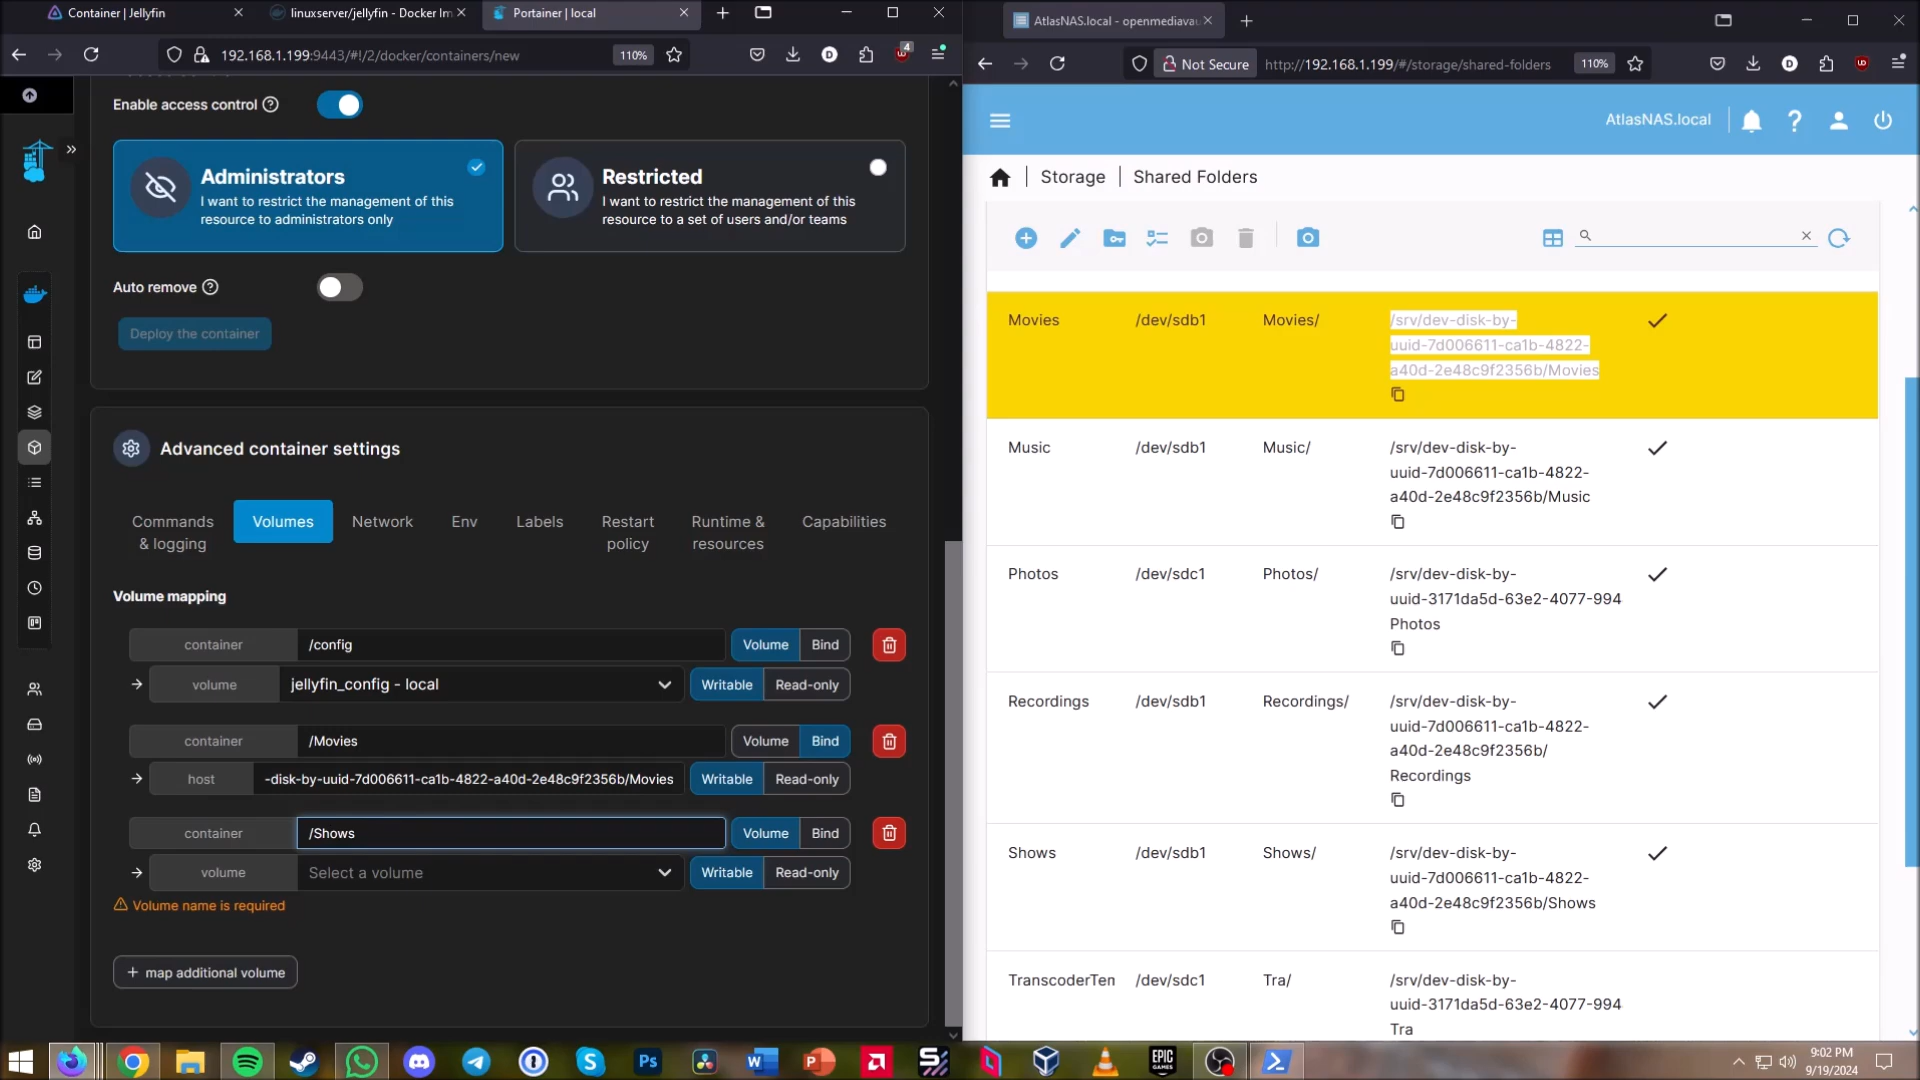 Container | Jellyfin
linuxserver/jellyfin - Docker Im
Portainer | local
192.168.1.199:9443/#!/2/docker/containers/new
110%
4
Enable access control
Administrators
I want to restrict the management of this
resource to administrators only
Restricted
I want to restrict the management of this
resource to a set of users and/or teams
Auto remove
Deploy the container
Advanced container settings
Commands
& logging
Volumes
Network
Env
Labels
Restart
policy
Runtime &
resources
Capabilities
Volume mapping
container
/config
Volume
Bind
volume
jellyfin_config - local
Writable
Read-only
container
/Movies
Volume
Bind
host
-disk-by-uuid-7d006611-ca1b-4822-a40d-2e48c9f2356b/Movies
Writable
Read-only
container
/Shows
Volume
Bind
volume
Select a volume
Writable
Read-only
Volume name is required
+ map additional volume
AtlasNAS.local - openmediavau
Not Secure
http://192.168.1.199/#/storage/shared-folders
110%
AtlasNAS.local
Storage
Shared Folders
Movies
/dev/sdb1
Movies/
/srv/dev-disk-by-
uuid-7d006611-ca1b-4822-
a40d-2e48c9f2356b/Movies
Music
/dev/sdb1
Music/
/srv/dev-disk-by-
uuid-7d006611-ca1b-4822-
a40d-2e48c9f2356b/Music
Photos
/dev/sdc1
Photos/
/srv/dev-disk-by-
uuid-3171da5d-63e2-4077-994
Photos
Recordings
/dev/sdb1
Recordings/
/srv/dev-disk-by-
uuid-7d006611-ca1b-4822-
a40d-2e48c9f2356b/
Recordings
Shows
/dev/sdb1
Shows/
/srv/dev-disk-by-
uuid-7d006611-ca1b-4822-
a40d-2e48c9f2356b/Shows
TranscoderTen
/dev/sdc1
Tra/
/srv/dev-disk-by-
uuid-3171da5d-63e2-4077-994
Tra
9:02 PM
9/19/2024